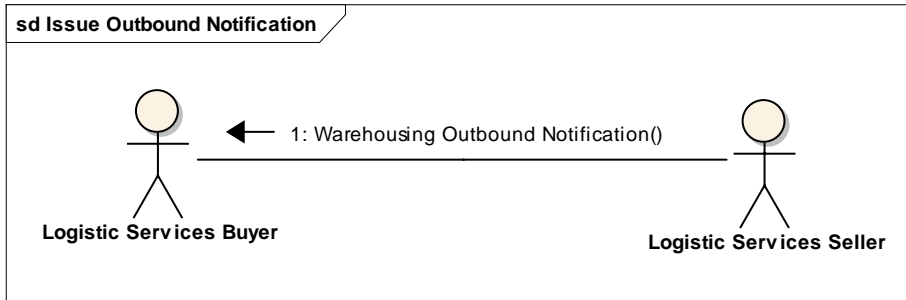 sd Issue Outbound Notification
1: Warehousing Outbound Notification()
Logistic Services Buyer
Logistic Services Seller